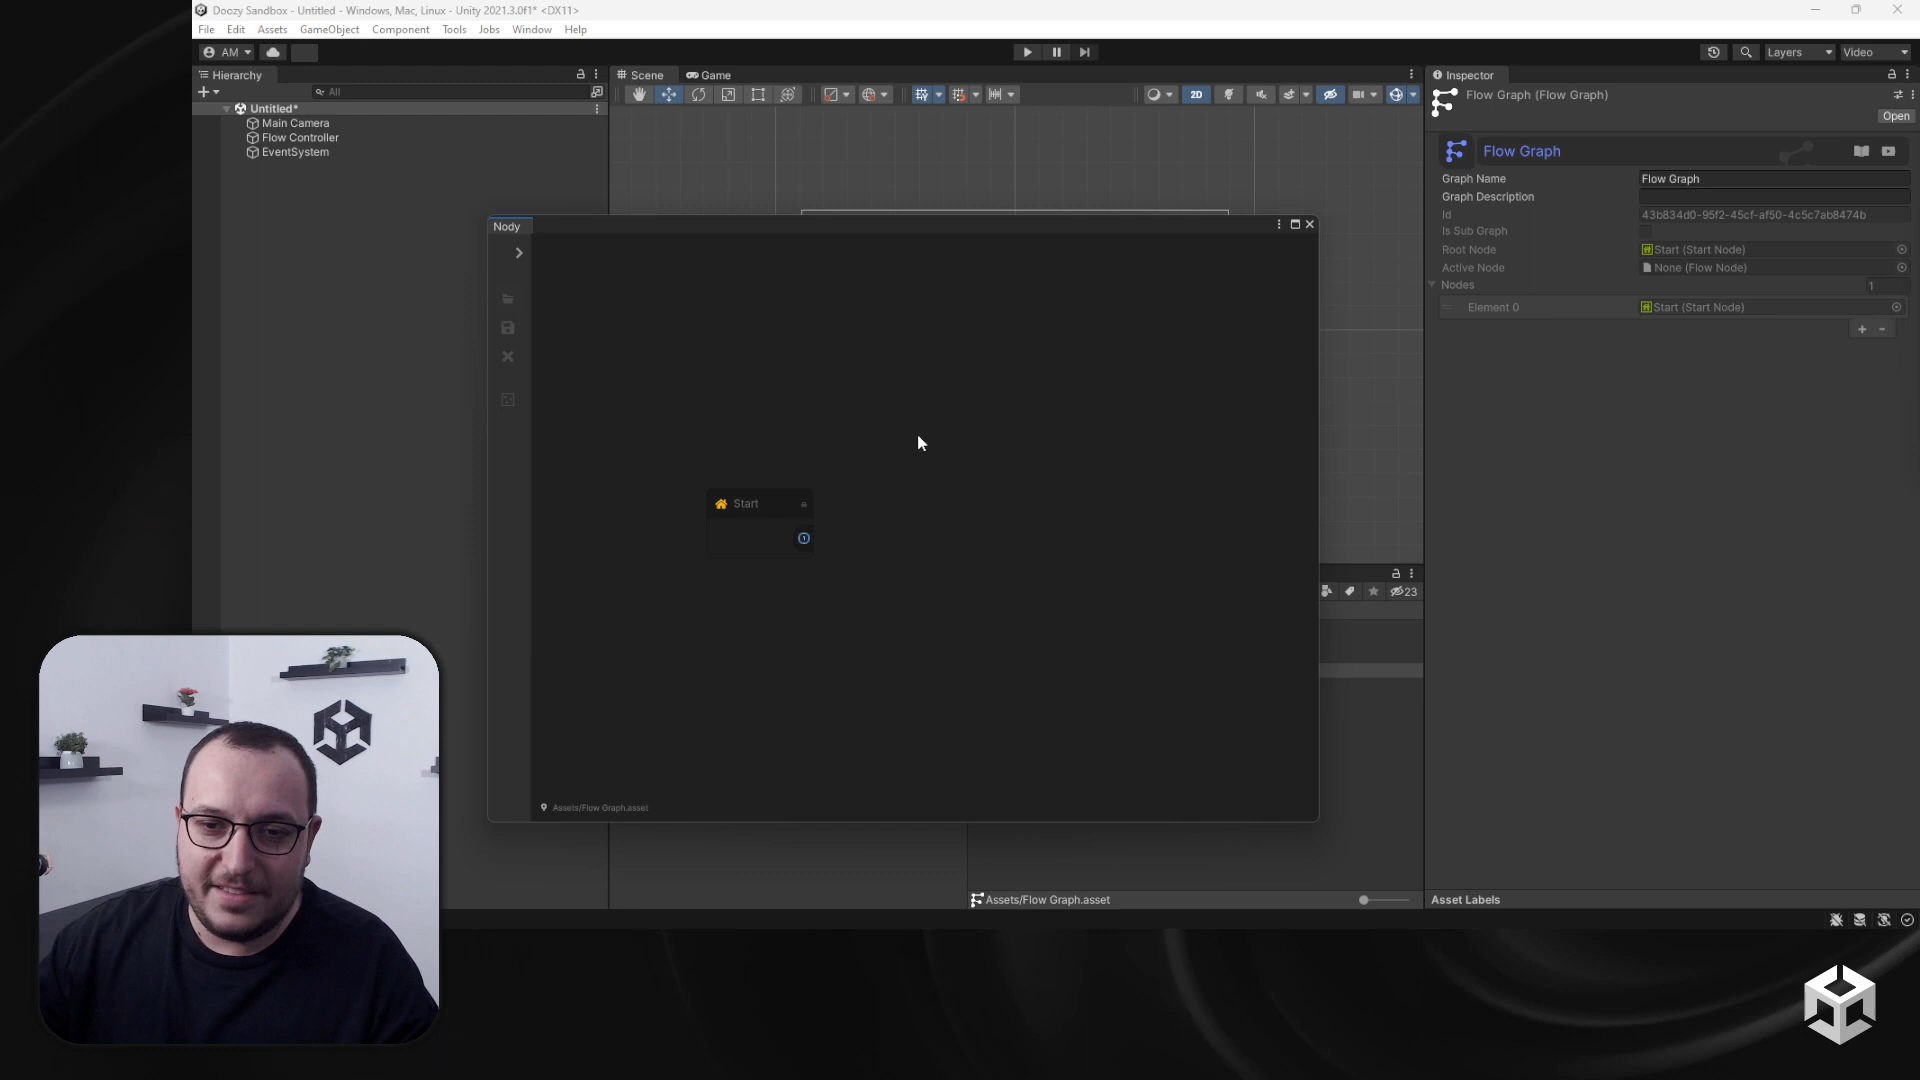 Doozy Sandbox - Untitled - Windows, Mac, Linux - Unity 2021.3.0f1* <DX11>
File Edit Assets GameObject Component Tools Jobs Window Help
AM
Layers Video
Hierarchy
All
Untitled*
Main Camera
Flow Controller
EventSystem
Scene Game
2D
Nody
Start
1
Assets/Flow Graph.asset
23
Assets/Flow Graph.asset
Inspector
Flow Graph (Flow Graph)
Open
Flow Graph
Graph Name Flow Graph
Graph Description
Id 43b834d0-95f2-45cf-af50-4c5c7ab8474b
Is Sub Graph
Root Node Start (Start Node)
Active Node None (Flow Node)
Nodes 1
Element 0 Start (Start Node)
Asset Labels